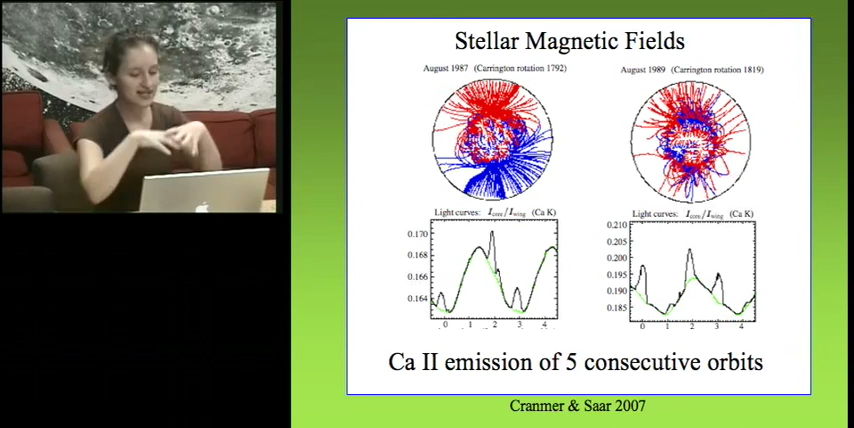 Stellar Magnetic Fields
August 1987 (Carrington rotation 1792)
August 1989 (Carrington rotation 1819)
Light curves: Icore/Iwing (Ca K)
0.170
0.168
0.166
0.164
0 1 2 3 4
Light curves: Icore/Iwing (Ca K)
0.210
0.205
0.200
0.195
0.190
0.185
0 1 2 3 4
Ca II emission of 5 consecutive orbits
Cranmer & Saar 2007